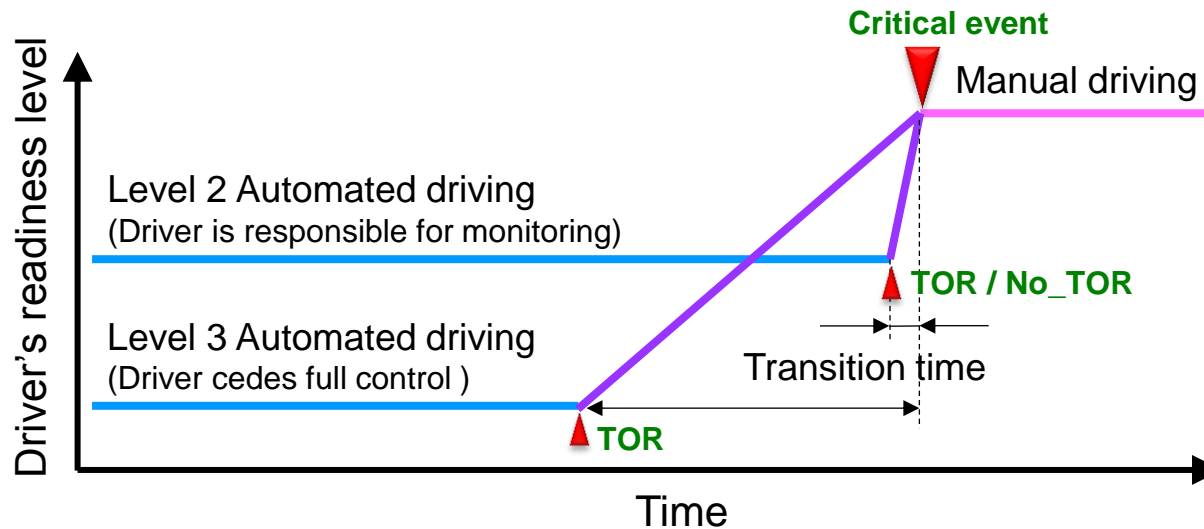 Critical event
Manual driving
Driver's readiness level
Level 2 Automated driving
(Driver is responsible for monitoring)
TOR / No_TOR
Level 3 Automated driving
(Driver cedes full control )
Transition time
TOR
Time